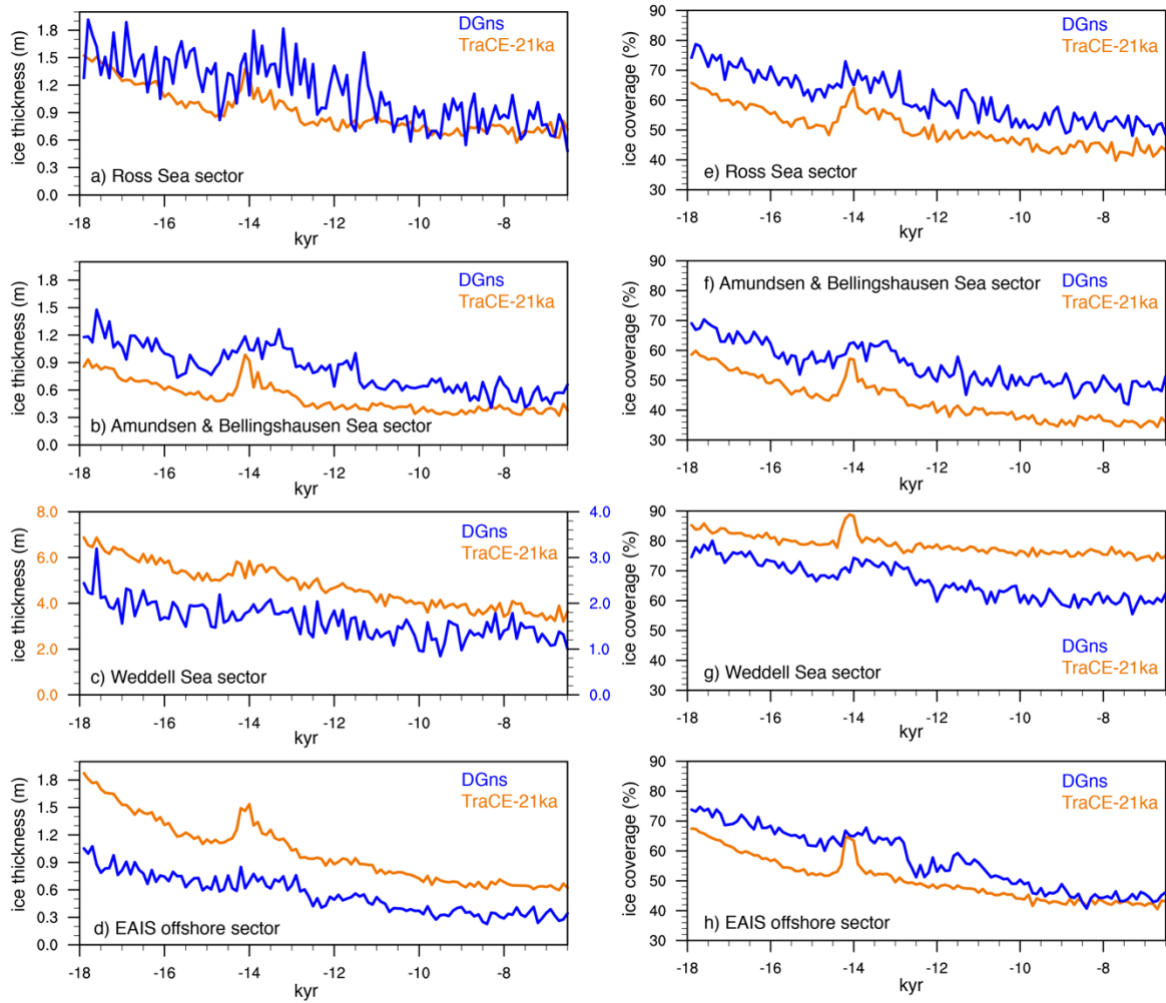 ice thickness (m)
1.8
1.5
1.2
0.9
0.6
0.3
0.0
DGns
TraCE-21ka
a) Ross Sea sector
-18 -16 -14 -12 -10 -8
kyr
ice coverage (%)
90
80
70
60
50
40
30
DGns
TraCE-21ka
e) Ross Sea sector
-18 -16 -14 -12 -10 -8
kyr
ice thickness (m)
1.8
1.5
1.2
0.9
0.6
0.3
0.0
DGns
TraCE-21ka
b) Amundsen & Bellingshausen Sea sector
-18 -16 -14 -12 -10 -8
kyr
ice coverage (%)
90
80
70
60
50
40
30
f) Amundsen & Bellingshausen Sea sector
DGns
TraCE-21ka
-18 -16 -14 -12 -10 -8
kyr
ice thickness (m)
8.0
6.0
4.0
2.0
0.0
DGns
TraCE-21ka
c) Weddell Sea sector
4.0
3.0
2.0
1.0
0.0
-18 -16 -14 -12 -10 -8
kyr
ice coverage (%)
90
80
70
60
50
40
30
DGns
TraCE-21ka
g) Weddell Sea sector
-18 -16 -14 -12 -10 -8
kyr
ice thickness (m)
1.8
1.5
1.2
0.9
0.6
0.3
0.0
DGns
TraCE-21ka
d) EAIS offshore sector
-18 -16 -14 -12 -10 -8
kyr
ice coverage (%)
90
80
70
60
50
40
30
DGns
TraCE-21ka
h) EAIS offshore sector
-18 -16 -14 -12 -10 -8
kyr